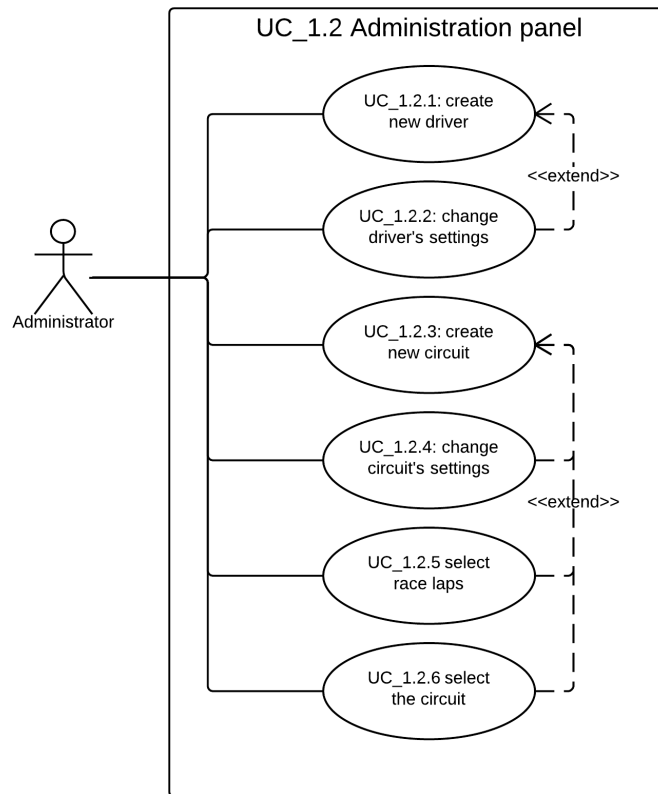 UC_1.2 Administration panel
UC_1.2.1: create
new driver
<<extend>>
UC_1.2.2: change
driver's settings
Administrator
UC_1.2.3: create
new circuit
UC_1.2.4: change
circuit's settings
<<extend>>
UC_1.2.5 select
race laps
UC_1.2.6 select
the circuit